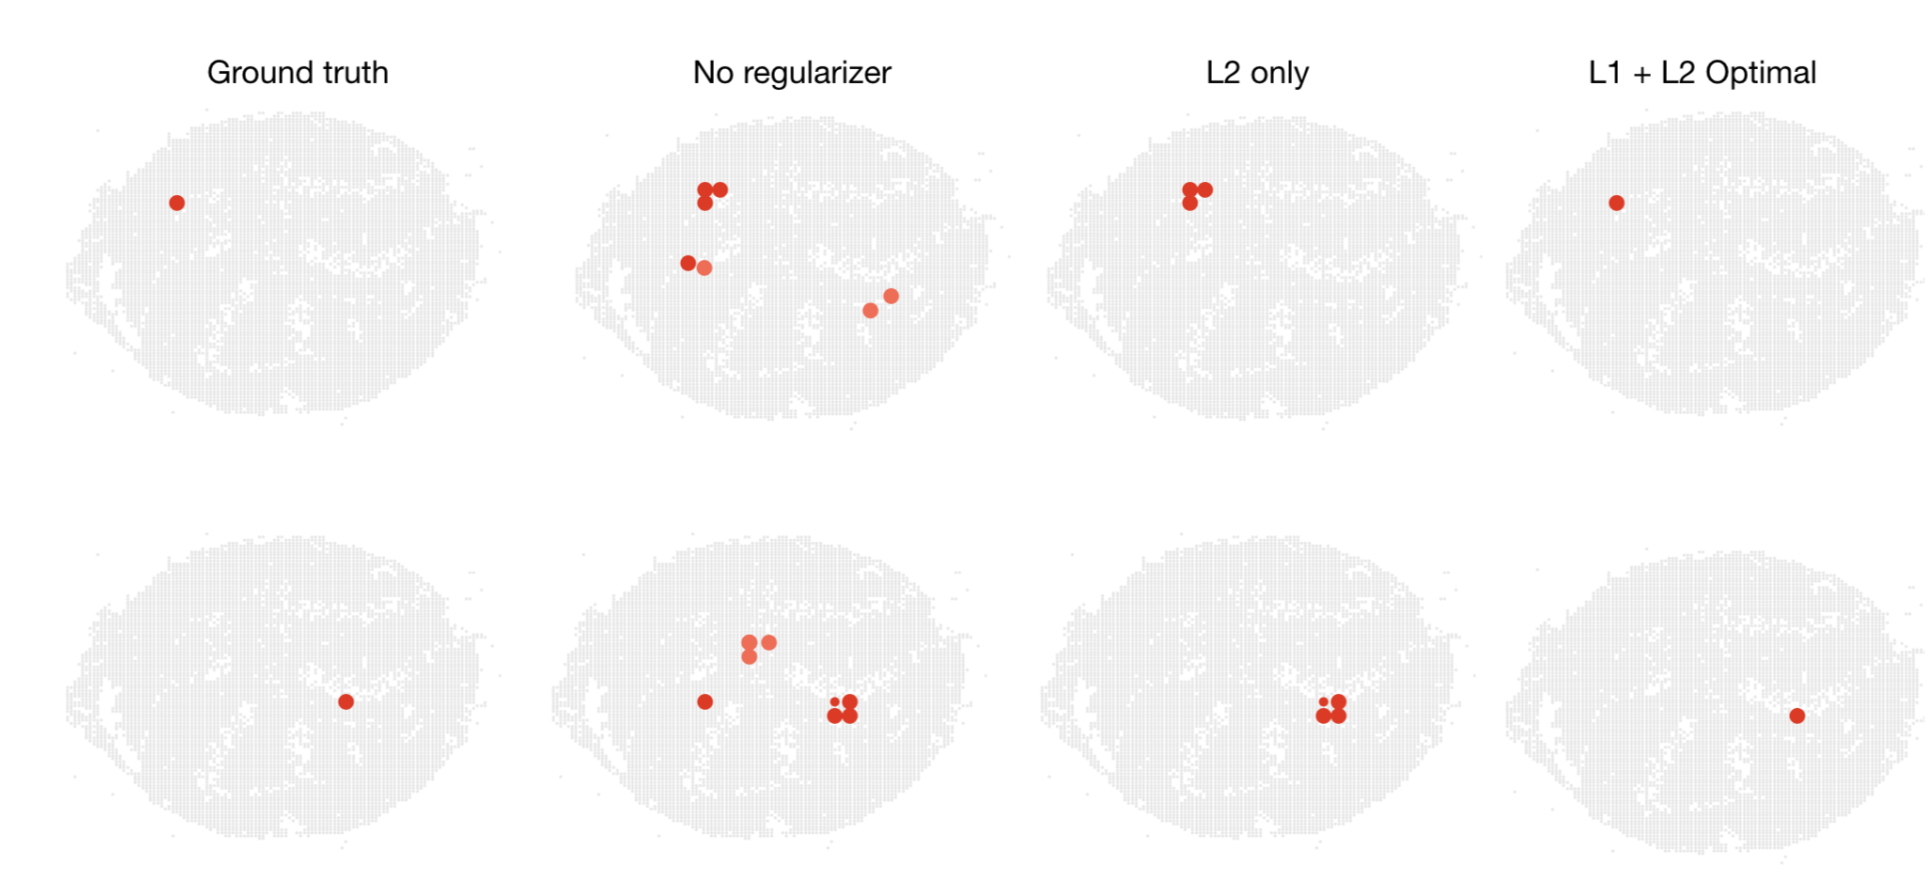 Ground truth
No regularizer
L2 only
L1 + L2 Optimal